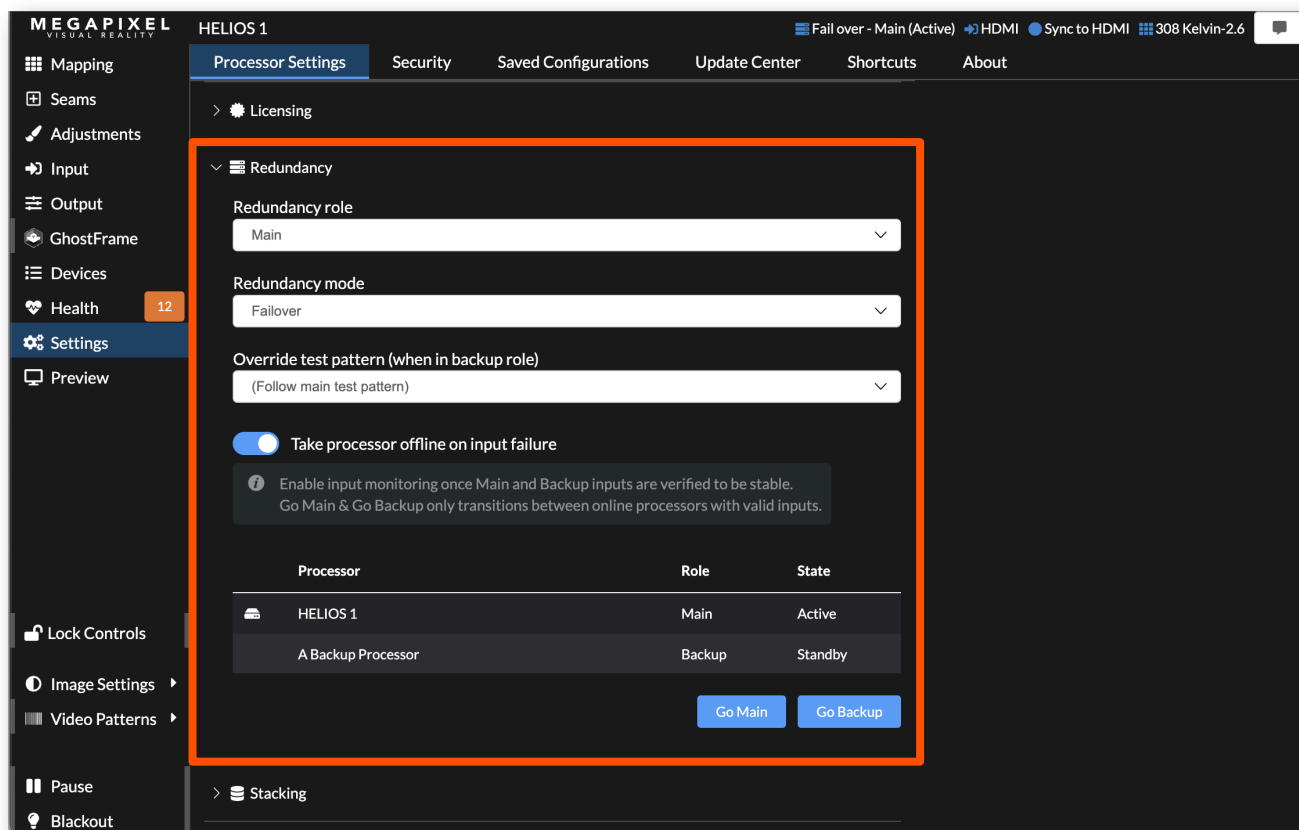 MEGAPIXEL
VISUAL REALITY
HELIOS 1
Fail over - Main (Active) HDMI Sync to HDMI 308 Kelvin-2.6
Processor Settings Security Saved Configurations Update Center Shortcuts About
Mapping
Seams
Adjustments
Input
Output
GhostFrame
Devices
Health 12
Settings
Preview
Lock Controls
Image Settings
Video Patterns
Pause
Blackout
Licensing
Redundancy
Redundancy role
Main
Redundancy mode
Failover
Override test pattern (when in backup role)
(Follow main test pattern)
Take processor offline on input failure
Enable input monitoring once Main and Backup inputs are verified to be stable.
Go Main & Go Backup only transitions between online processors with valid inputs.
Processor Role State
HELIOS 1 Main Active
A Backup Processor Backup Standby
Go Main Go Backup
Stacking